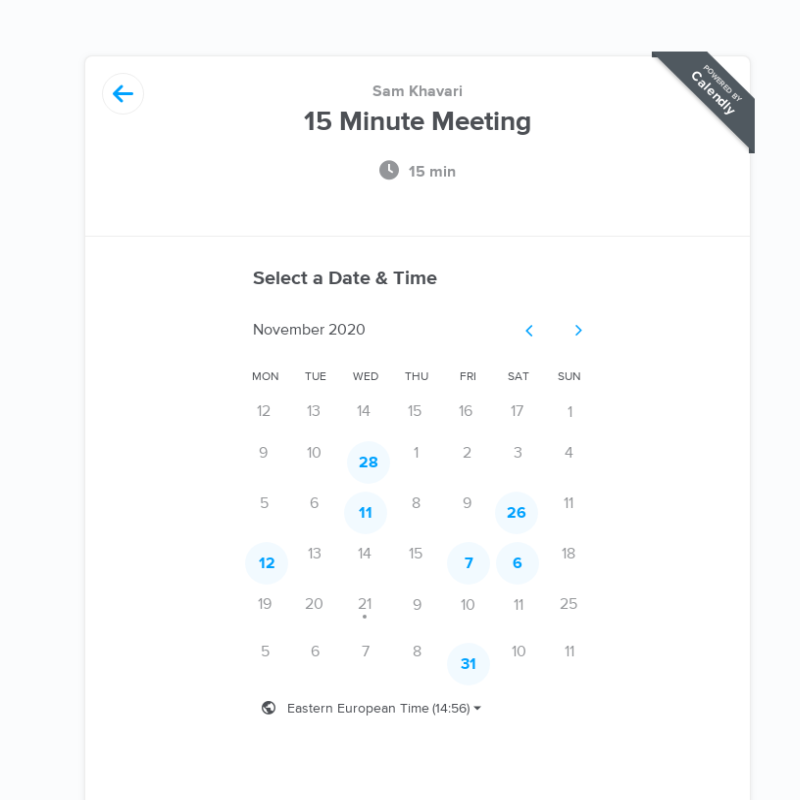 POWERED BY
Calendly
Sam Khavari
15 Minute Meeting
15 min
Select a Date & Time
November 2020
MON TUE WED THU FRI SAT SUN
12 13 14 15 16 17 1
9 10 28 1 2 3 4
5 6 11 8 9 26 11
12 13 14 15 7 6 18
19 20 21 9 10 11 25
5 6 7 8 31 10 11
Eastern European Time (14:56)